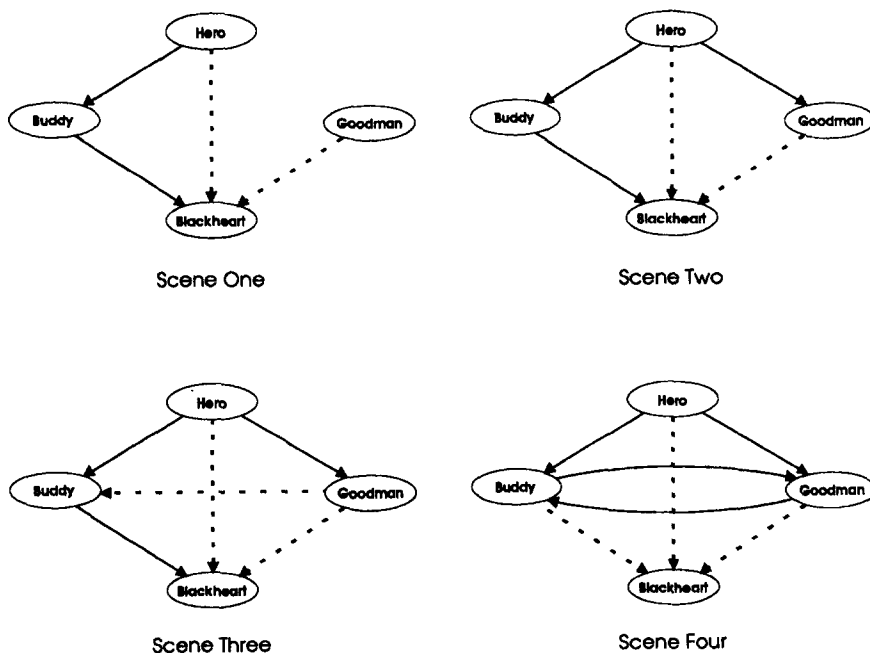 Hero
Buddy
Goodman
Blackheart
Scene One
Hero
Buddy
Goodman
Blackheart
Scene Two
Hero
Buddy
Goodman
Blackheart
Scene Three
Hero
Buddy
Goodman
Blackheart
Scene Four